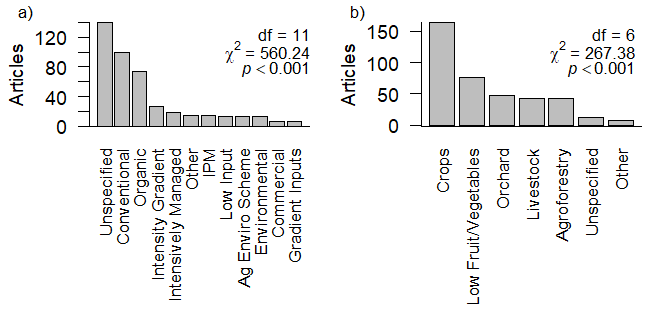 a)
df = 11
χ² = 560.24
p < 0.001
Articles
120
80
40
0
Unspecified
Conventional
Organic
Intensity Gradient
Intensively Managed
Other
IPM
Low Input
Ag Enviro Scheme
Environmental
Commercial
Gradient Inputs
b)
df = 6
χ² = 267.38
p < 0.001
Articles
150
100
50
0
Crops
Low Fruit/Vegetables
Orchard
Livestock
Agroforestry
Unspecified
Other